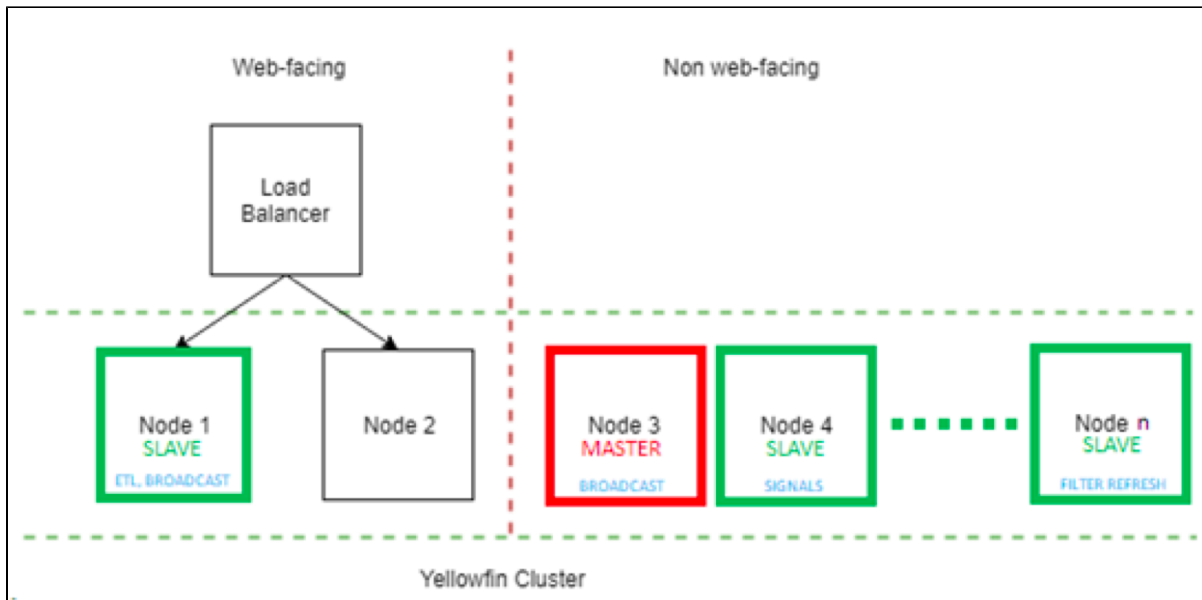 Web-facing
Non web-facing
Load
Balancer
Node 1
SLAVE
ETL, BROADCAST
Node 2
Node 3
MASTER
BROADCAST
Node 4
SLAVE
SIGNALS
Node n
SLAVE
FILTER REFRESH
Yellowfin Cluster